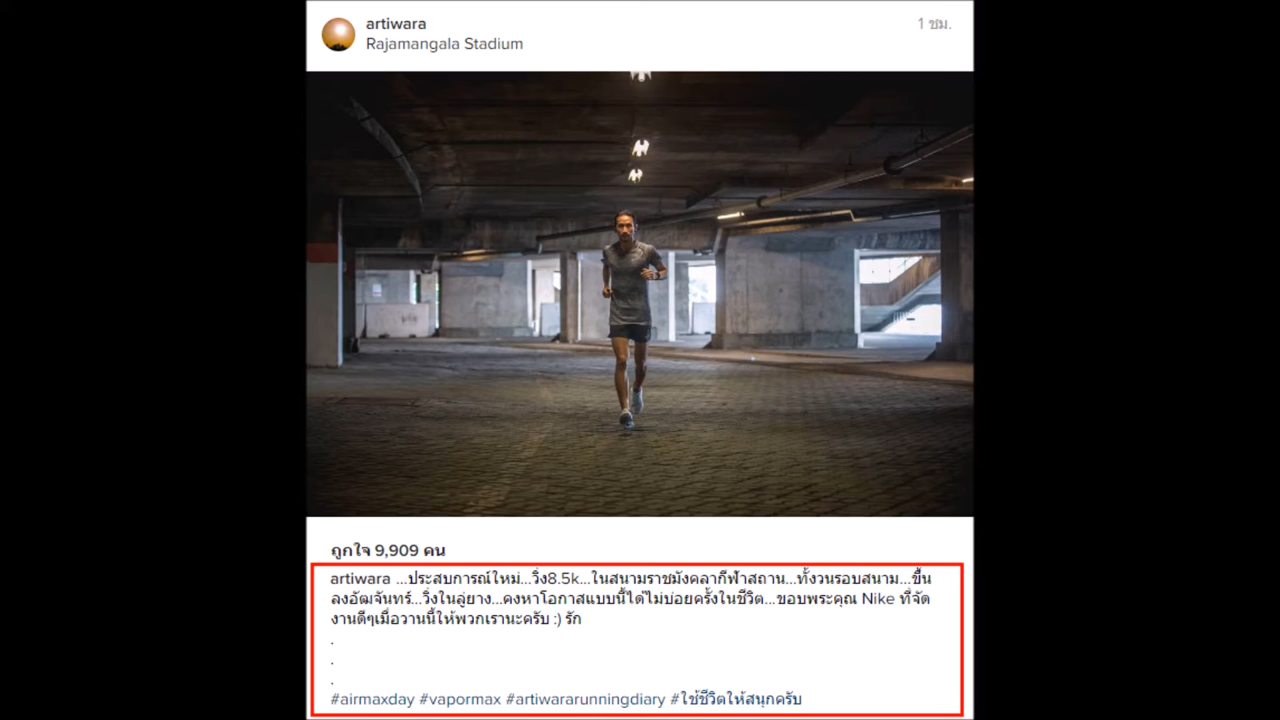 artiwara
1 ชม.
Rajamangala Stadium
ถูกใจ 9,909 คน
artiwara ...ประสบการณ์ใหม่...วิ่ง8.5k...ในสนามราชมังคลากีฬาสถาน...ทั้งวนรอบสนาม...ขึ้น
ลงอัฒจันทร์...วิ่งในลู่ยาง...คงหาโอกาสแบบนี้ได้ไม่บ่อยครั้งในชีวิต...ขอบพระคุณ Nike ที่จัด
งานดีๆเมื่อวานนี้ให้พวกเรานะครับ :) รัก
.
.
.
#airmaxday #vapormax #artiwararunningdiary #ใช้ชีวิตให้สนุกครับ